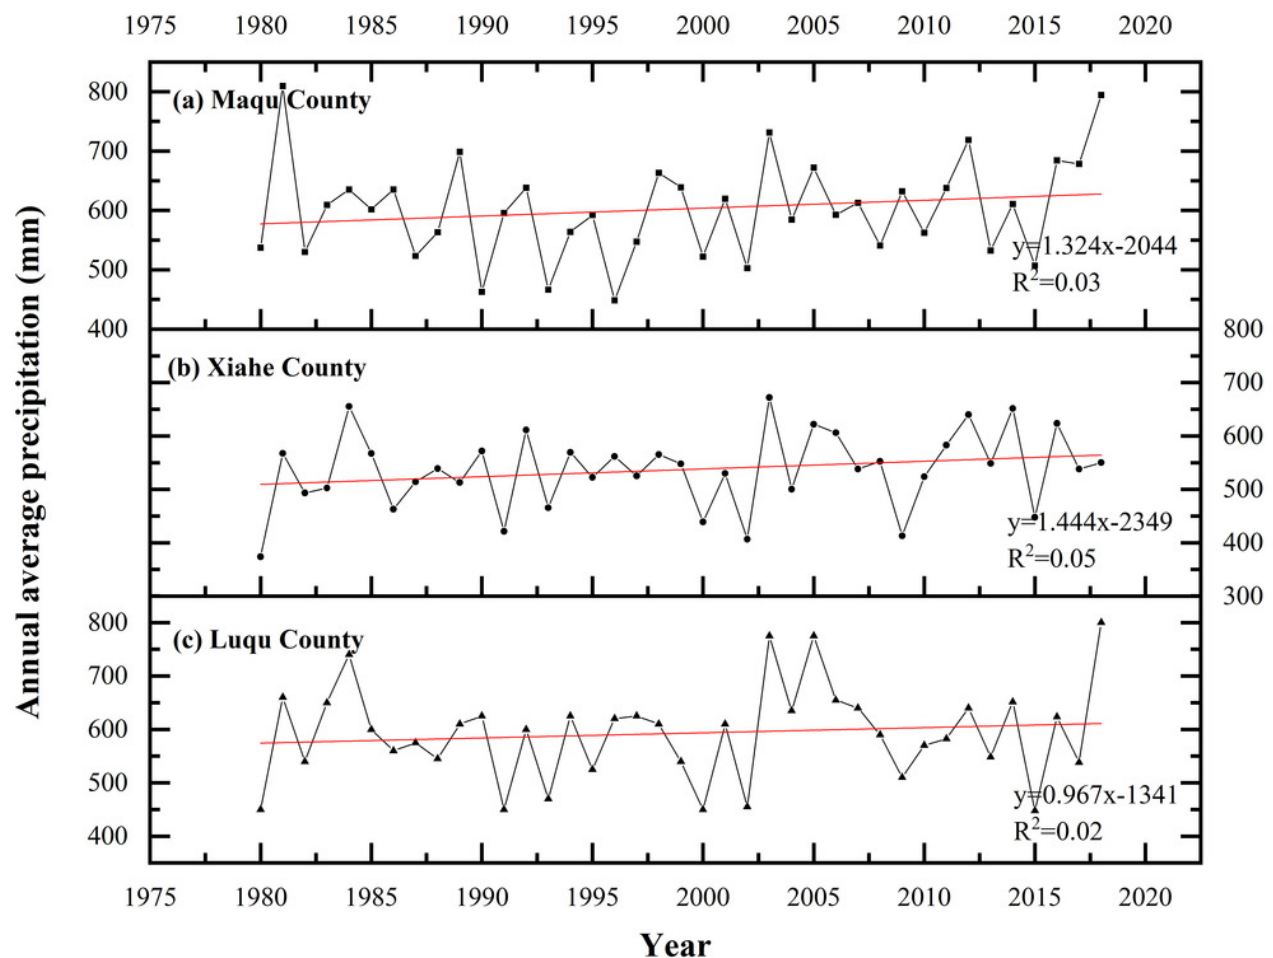 1975 1980 1985 1990 1995 2000 2005 2010 2015 2020
800
(a) Maqu County
700
600
y=1.324x-2044
500
R²=0.03
400
800
(b) Xiahe County
700
600
500
y=1.444x-2349
400
R²=0.05
300
800
(c) Luqu County
700
600
500
y=0.967x-1341
R²=0.02
400
1975 1980 1985 1990 1995 2000 2005 2010 2015 2020
Year
Annual average precipitation (mm)